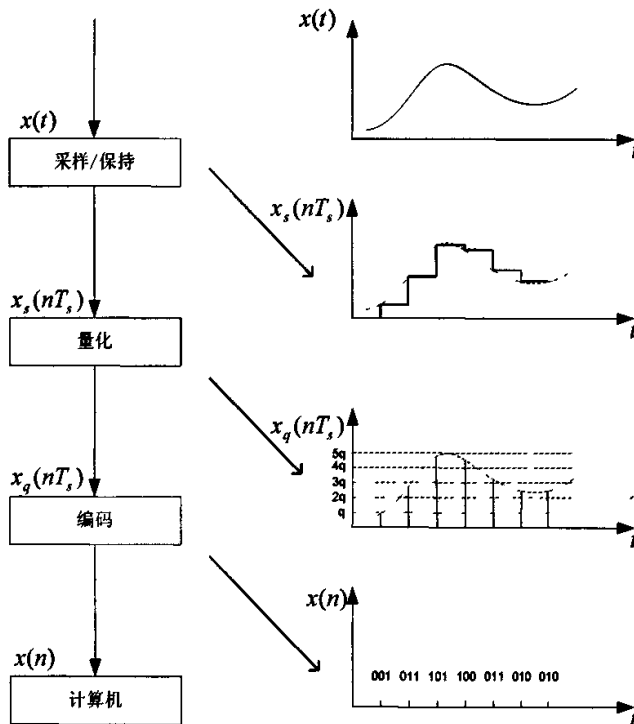 x(t)
采样/保持
x_s(nT_s)
量化
x_q(nT_s)
编码
x(n)
计算机
x(t)
t
x_s(nT_s)
t
x_q(nT_s)
5q
4q
3q
2q
q
t
x(n)
001 011 101 100 011 010 010
t